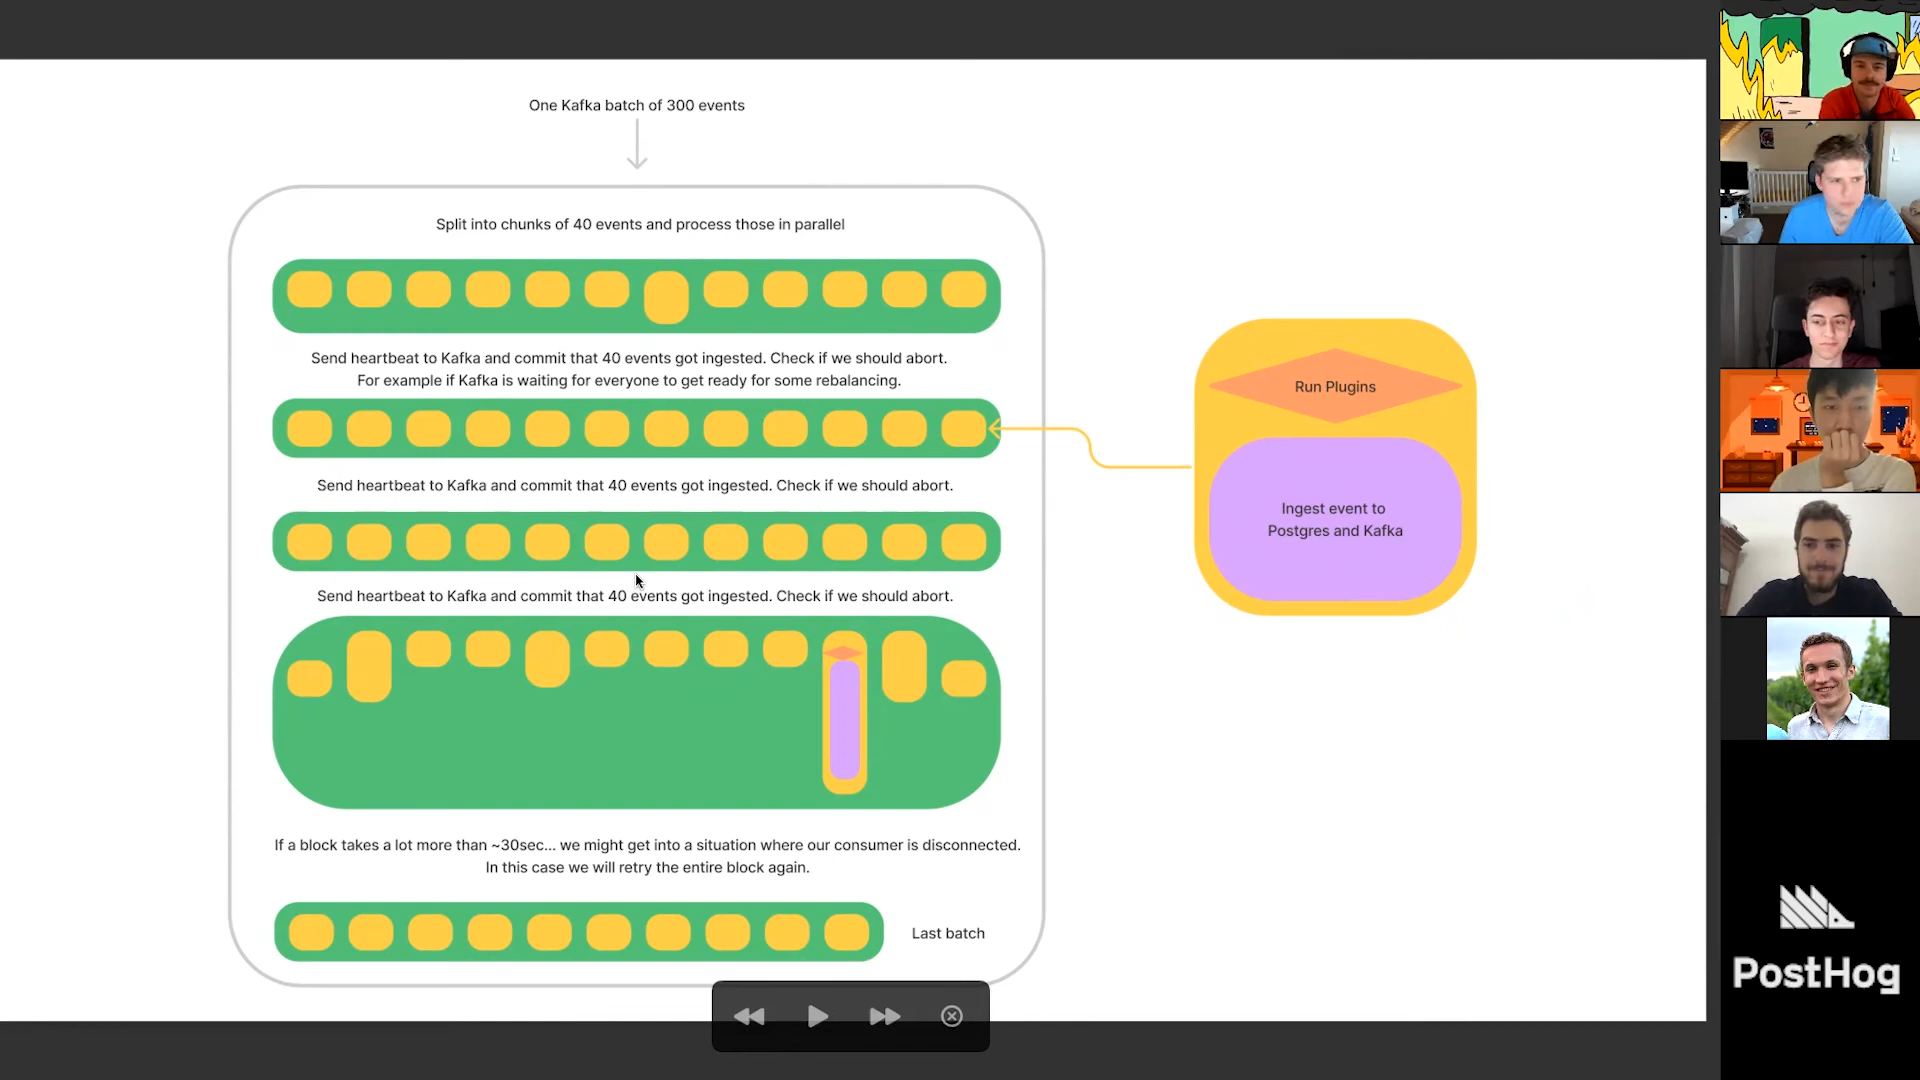 One Kafka batch of 300 events
Split into chunks of 40 events and process those in parallel
Send heartbeat to Kafka and commit that 40 events got ingested. Check if we should abort.
For example if Kafka is waiting for everyone to get ready for some rebalancing.
Send heartbeat to Kafka and commit that 40 events got ingested. Check if we should abort.
Send heartbeat to Kafka and commit that 40 events got ingested. Check if we should abort.
If a block takes a lot more than ~30sec... we might get into a situation where our consumer is disconnected.
In this case we will retry the entire block again.
Last batch
Run Plugins
Ingest event to
Postgres and Kafka
PostHog